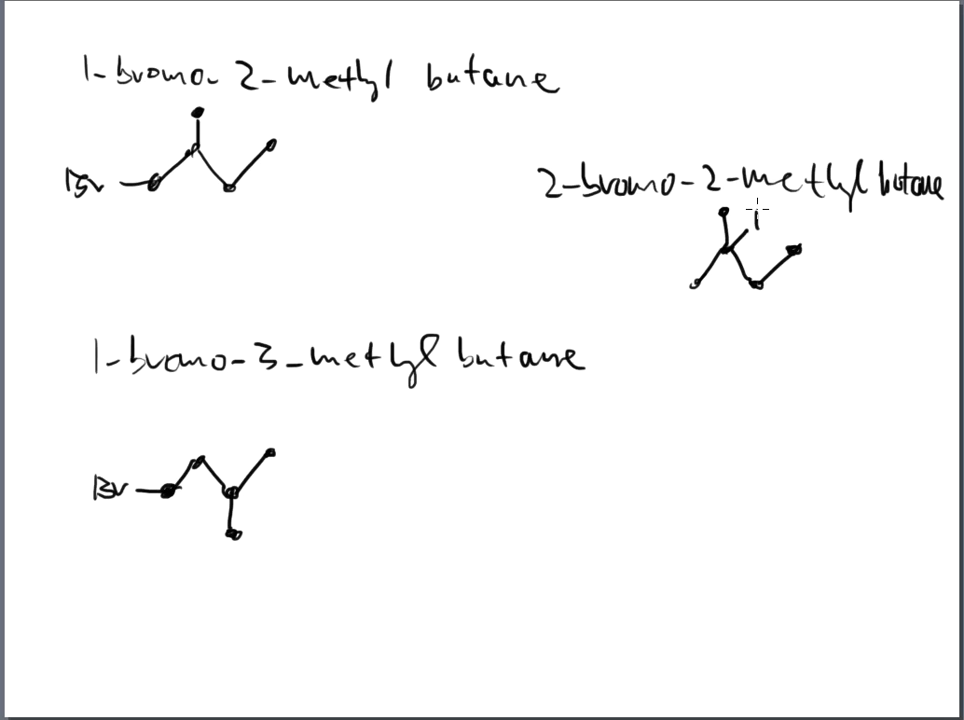 1-bromo-2-methyl butane
Br
2-bromo-2-methyl butane
1-bromo-3-methyl butane
Br